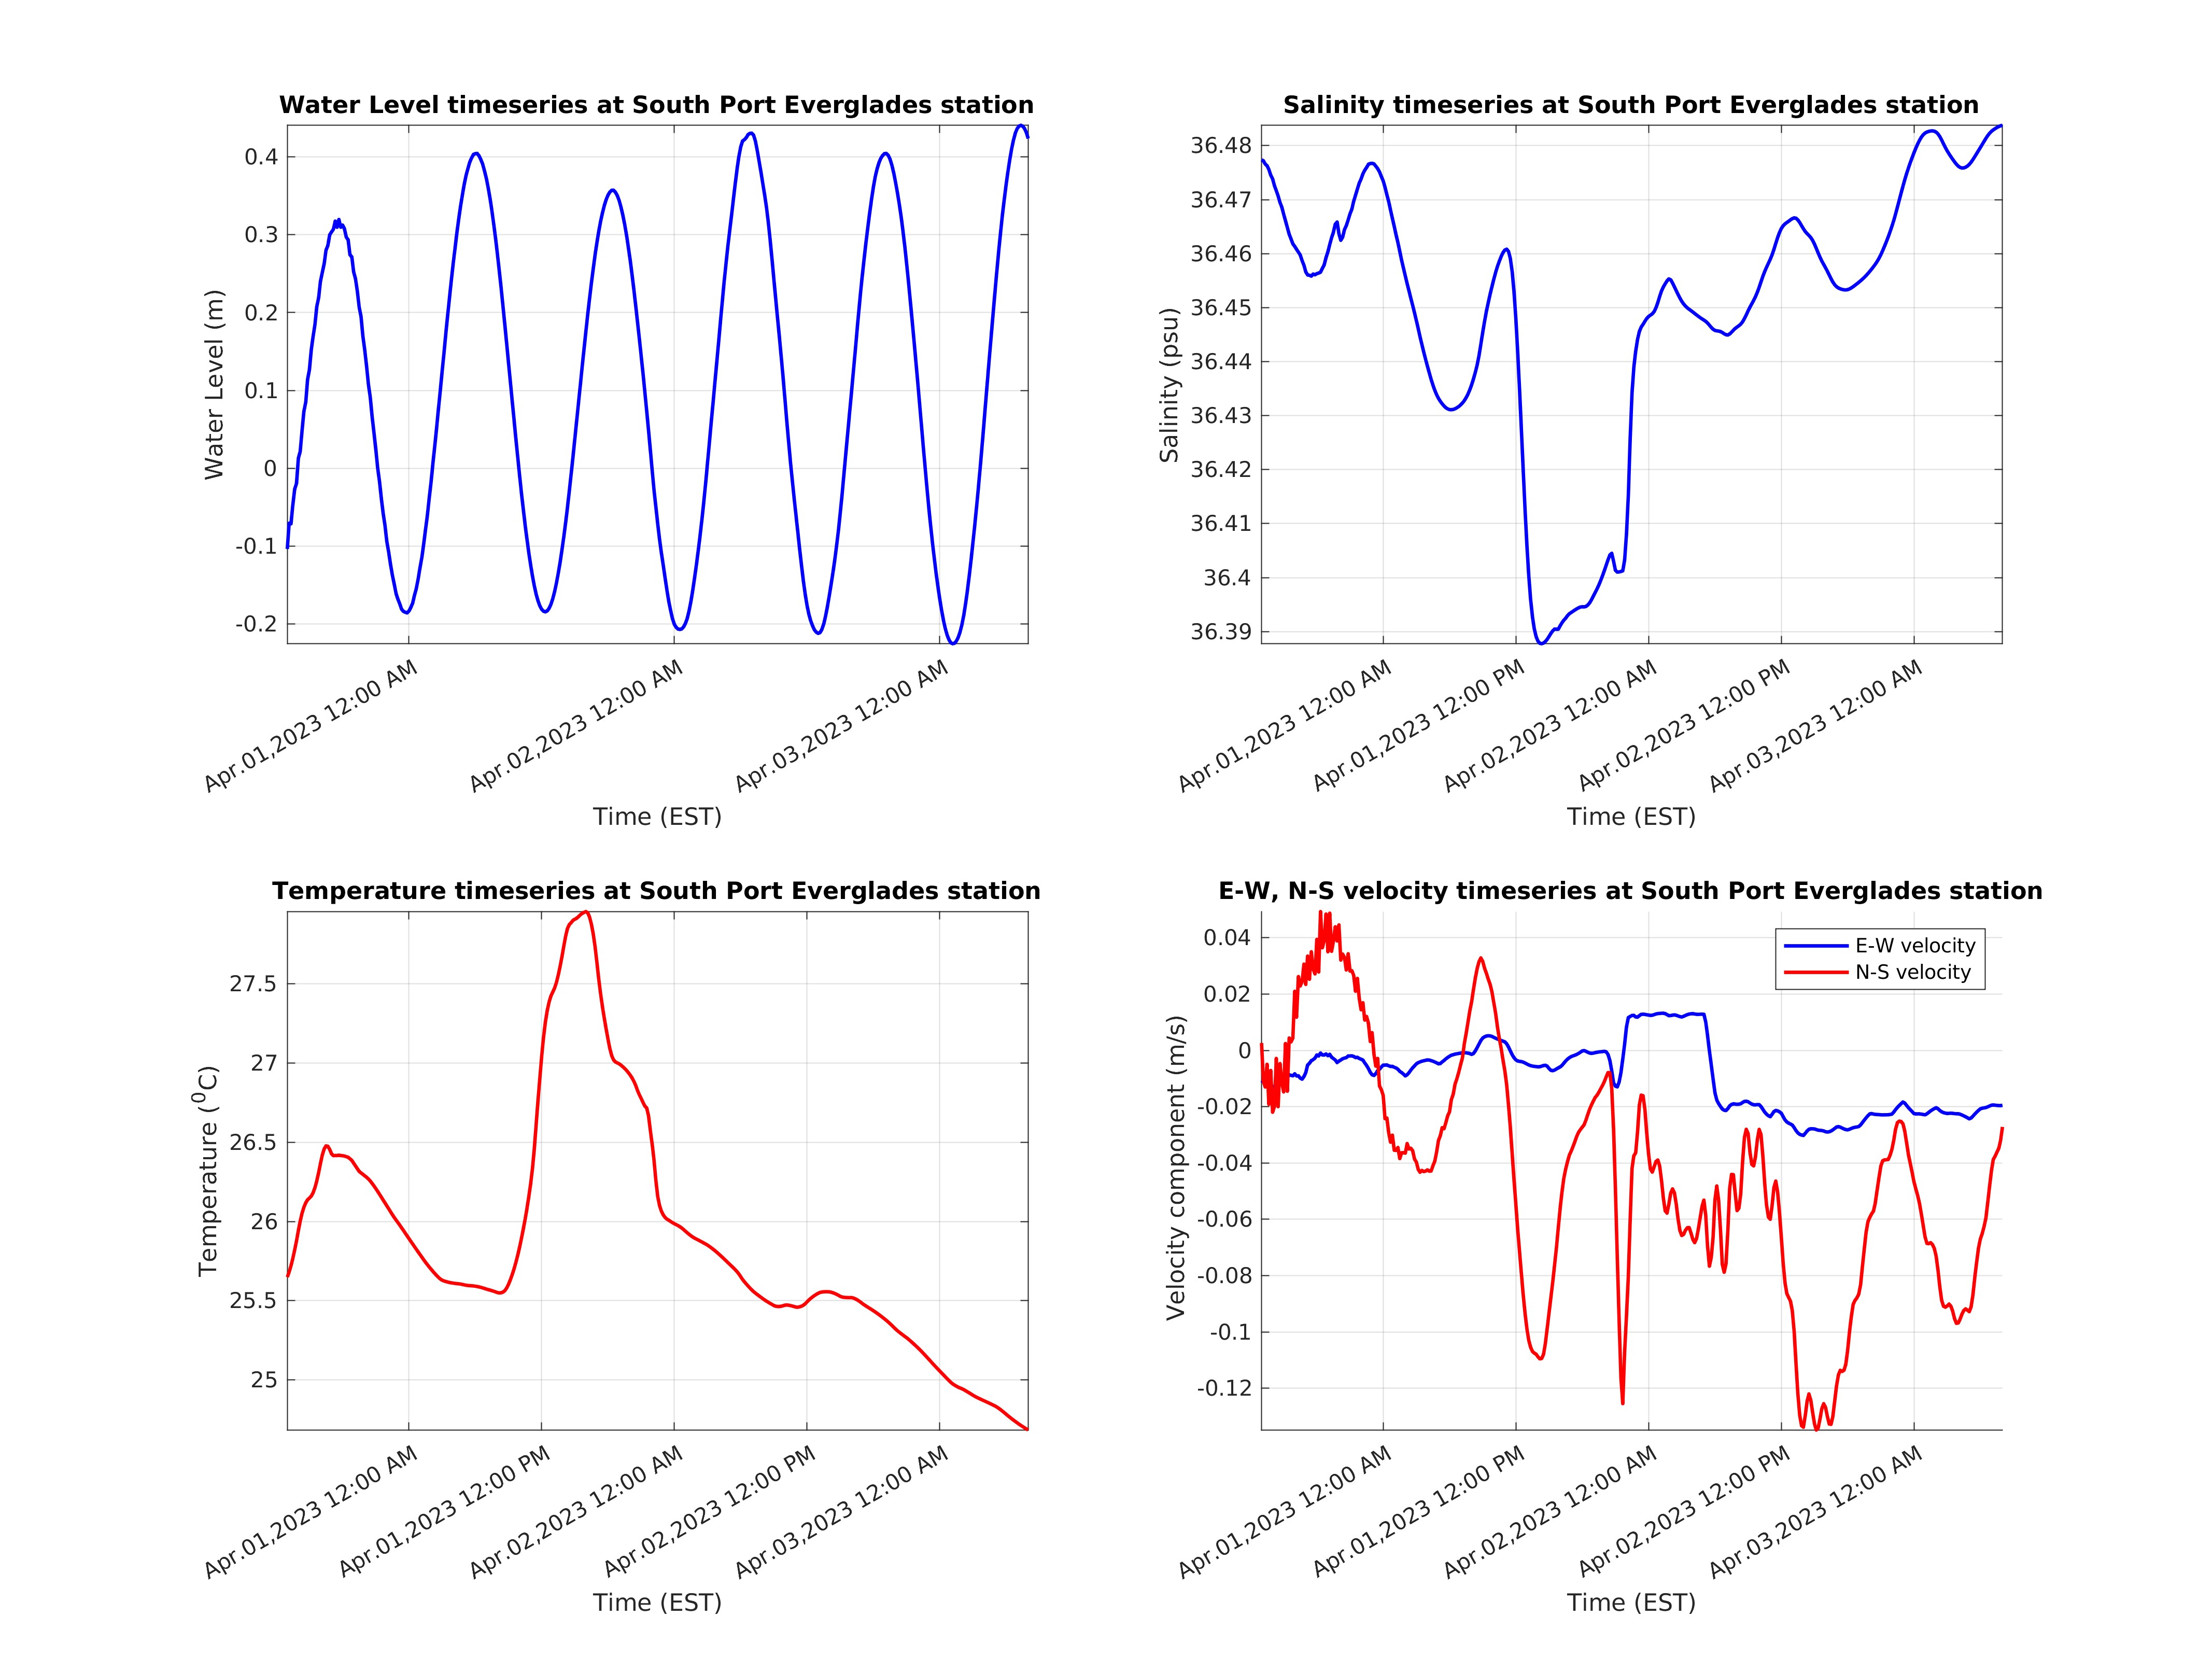 Water Level timeseries at South Port Everglades station
Water Level (m)
0.4
0.3
0.2
0.1
0
-0.1
-0.2
Apr.01,2023 12:00 AM
Apr.02,2023 12:00 AM
Apr.03,2023 12:00 AM
Time (EST)
Salinity timeseries at South Port Everglades station
Salinity (psu)
36.48
36.47
36.46
36.45
36.44
36.43
36.42
36.41
36.4
36.39
Apr.01,2023 12:00 AM
Apr.01,2023 12:00 PM
Apr.02,2023 12:00 AM
Apr.02,2023 12:00 PM
Apr.03,2023 12:00 AM
Time (EST)
Temperature timeseries at South Port Everglades station
Temperature (⁰C)
27.5
27
26.5
26
25.5
25
Apr.01,2023 12:00 AM
Apr.01,2023 12:00 PM
Apr.02,2023 12:00 AM
Apr.02,2023 12:00 PM
Apr.03,2023 12:00 AM
Time (EST)
E-W, N-S velocity timeseries at South Port Everglades station
Velocity component (m/s)
0.04
0.02
0
-0.02
-0.04
-0.06
-0.08
-0.1
-0.12
E-W velocity
N-S velocity
Apr.01,2023 12:00 AM
Apr.01,2023 12:00 PM
Apr.02,2023 12:00 AM
Apr.02,2023 12:00 PM
Apr.03,2023 12:00 AM
Time (EST)